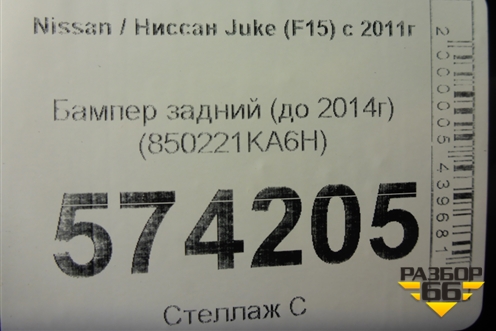 Nissan / Ниссан Juke (F15) с 2011г
Бампер задний (до 2014г)
(850221KA6H)
574205
Стеллаж С
2000005439681
РАЗБОР
66